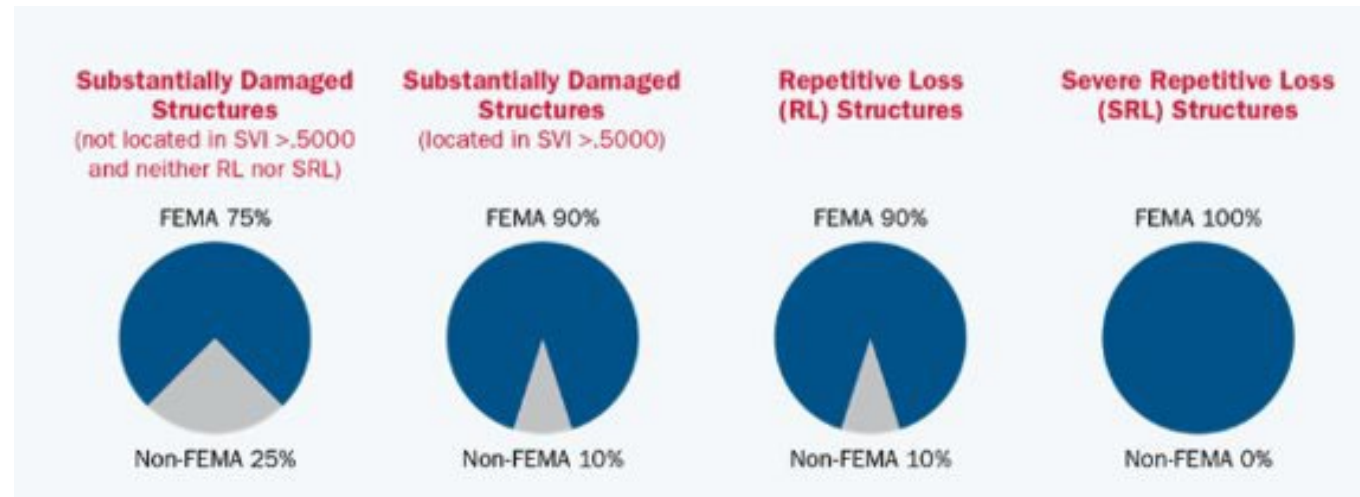 Substantially Damaged
Structures
(not located in SVI >.5000
and neither RL nor SRL)
FEMA 75%
Non-FEMA 25%
Substantially Damaged
Structures
(located in SVI >.5000)
FEMA 90%
Non-FEMA 10%
Repetitive Loss
(RL) Structures
FEMA 90%
Non-FEMA 10%
Severe Repetitive Loss
(SRL) Structures
FEMA 100%
Non-FEMA 0%